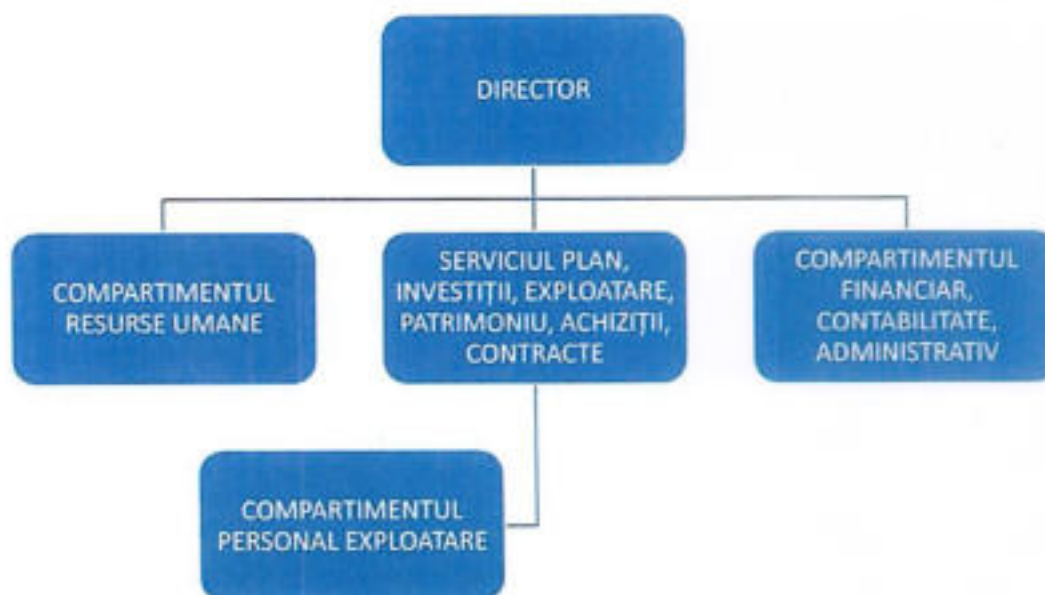 DIRECTOR
COMPARTIMENTUL
RESURSE UMANE
SERVICIUL PLAN,
INVESTIȚII, EXPLOATARE,
PATRIMONIU, ACHIZIȚII,
CONTRACTE
COMPARTIMENTUL
FINANCIAR,
CONTABILITATE,
ADMINISTRATIV
COMPARTIMENTUL
PERSONAL EXPLOATARE